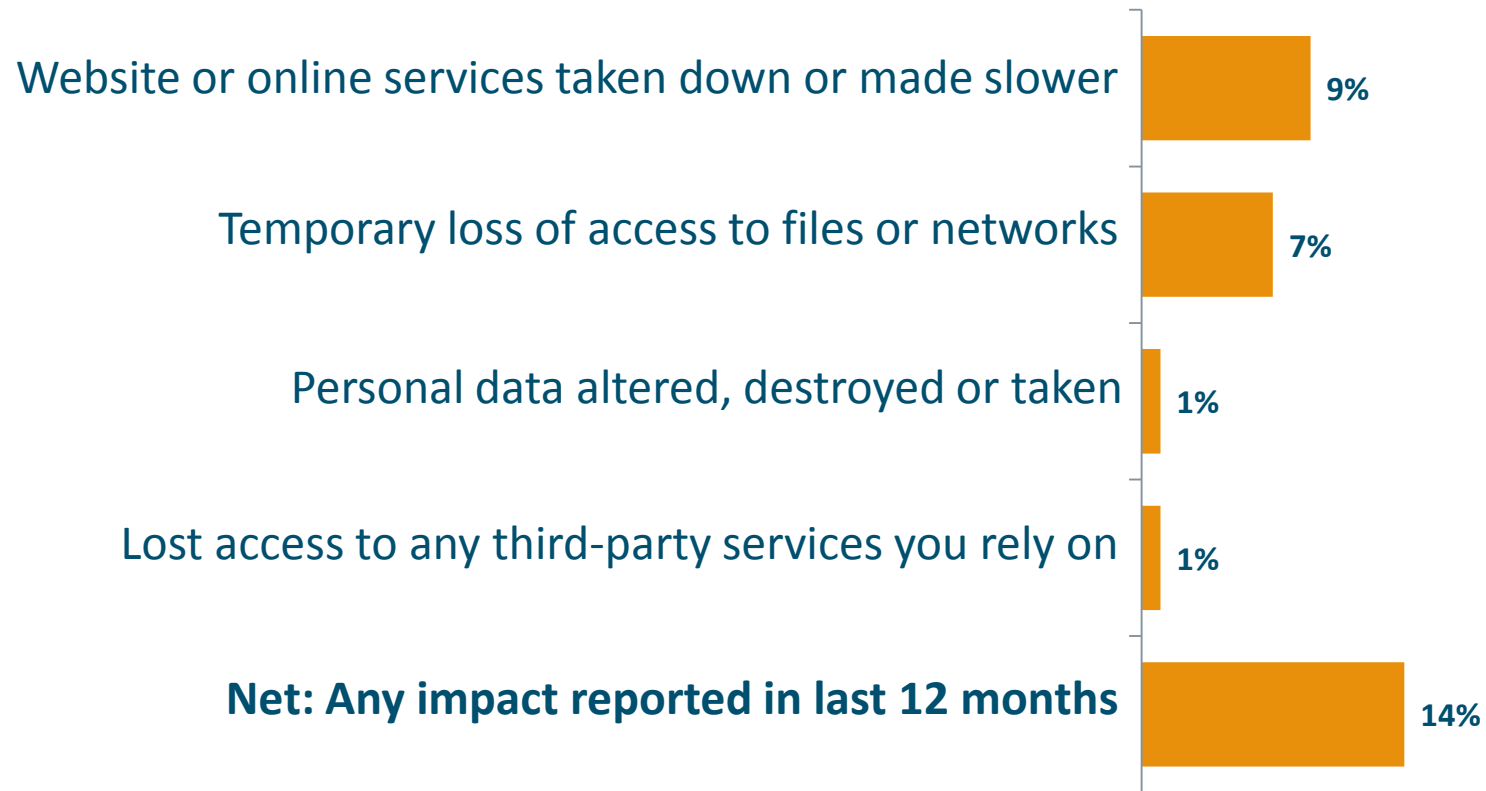 Website or online services taken down or made slower 9%
Temporary loss of access to files or networks 7%
Personal data altered, destroyed or taken 1%
Lost access to any third-party services you rely on 1%
Net: Any impact reported in last 12 months 14%